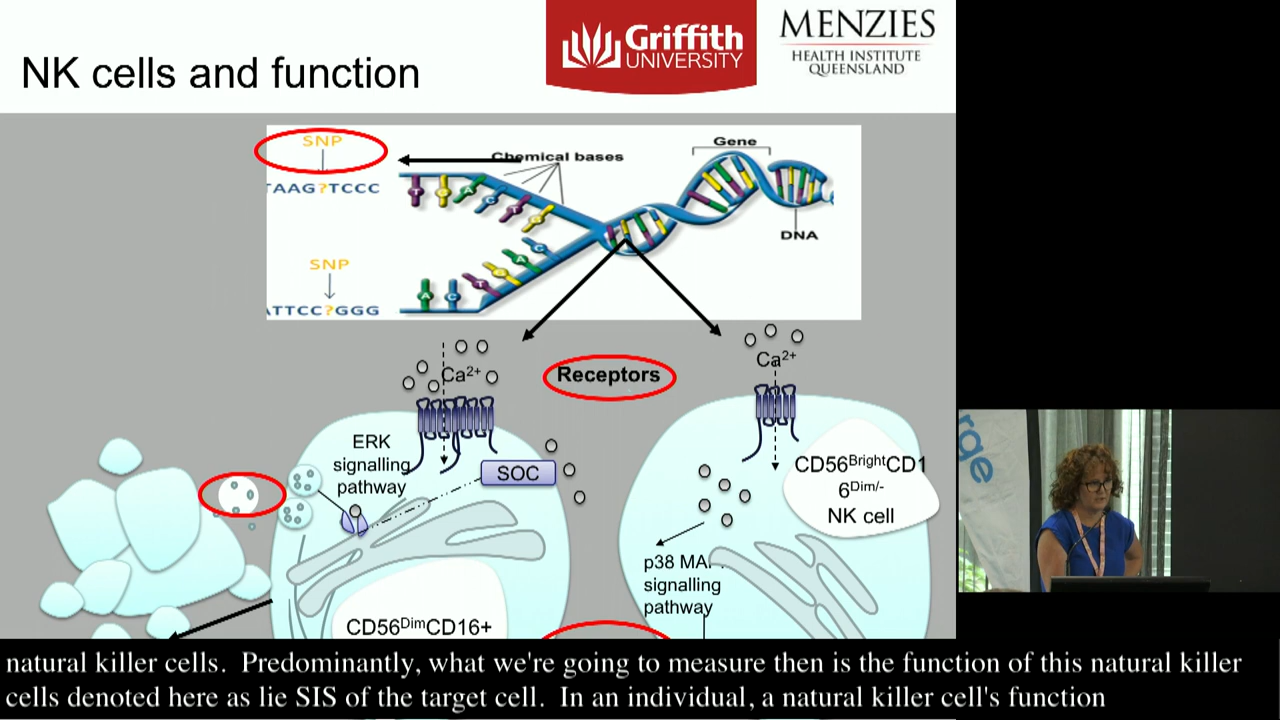 NK cells and function
Griffith
UNIVERSITY
MENZIES
HEALTH INSTITUTE
QUEENSLAND
SNP
TAAG?TCCC
Chemical bases
Gene
T G A C T G
DNA
SNP
ATTCC?GGG
A C T G A C
Ca2+
Receptors
Ca2+
ERK
signalling
pathway
SOC
CD56BrightCD1
6Dim/-
NK cell
p38 MAP
signalling
pathway
CD56DimCD16+
rge
natural killer cells. Predominantly, what we're going to measure then is the function of this natural killer
cells denoted here as lie SIS of the target cell. In an individual, a natural killer cell's function